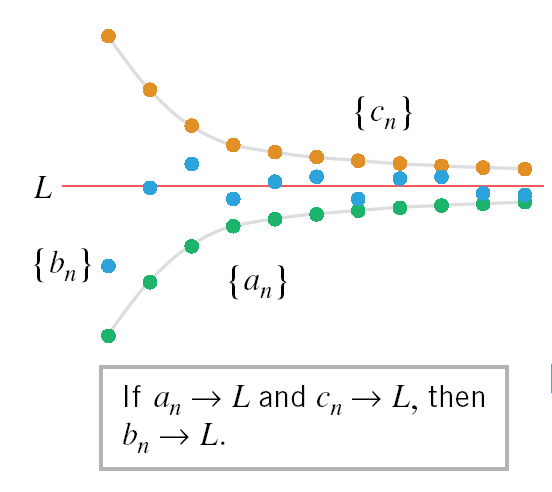 {cₙ}
L
{bₙ}
{aₙ}
If aₙ → L and cₙ → L, then
bₙ → L.